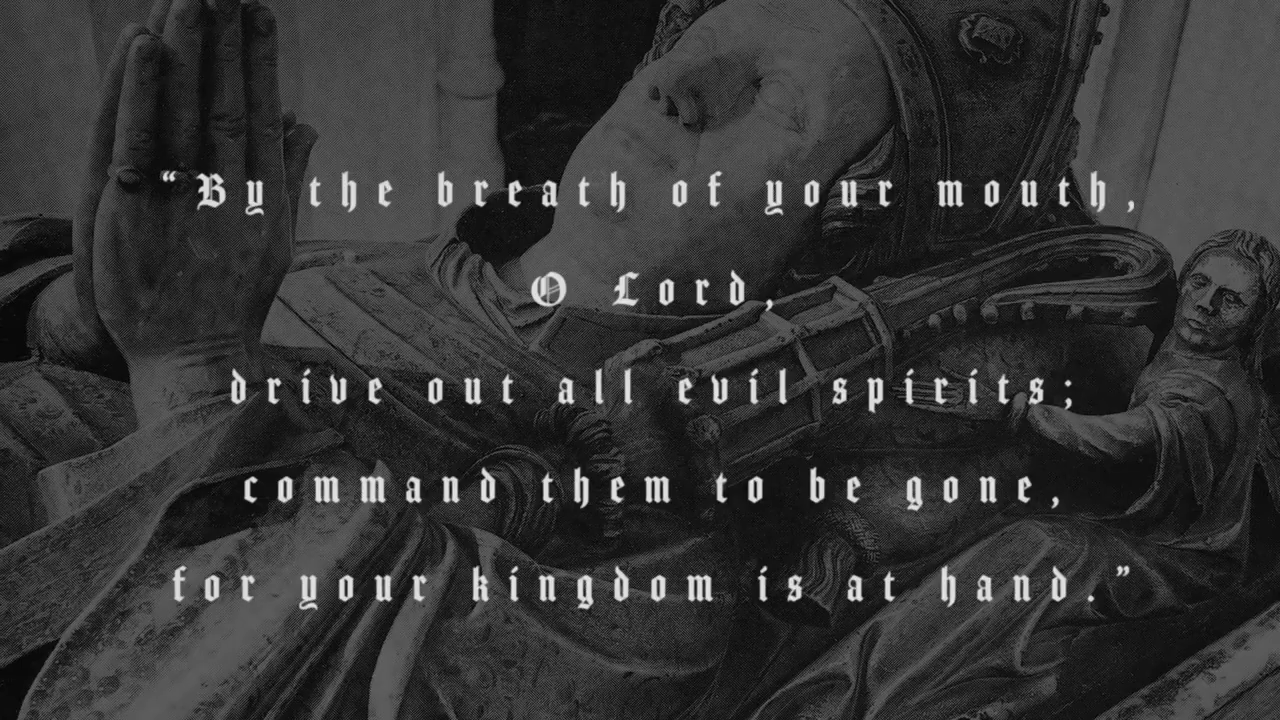 “By the breath of your mouth,
O Lord,
drive out all evil spirits;
command them to be gone,
for your kingdom is at hand.”